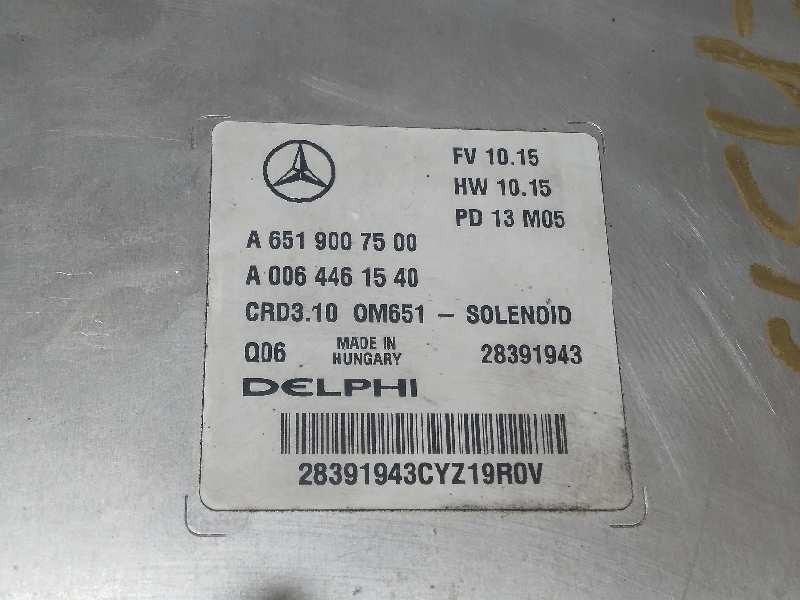 FV 10.15
HW 10.15
PD 13 M05
A 651 900 75 00
A 006 446 15 40
CRD3.10 OM651 – SOLENOID
Q06 MADE IN HUNGARY 28391943
DELPHI
28391943CYZ19R0V